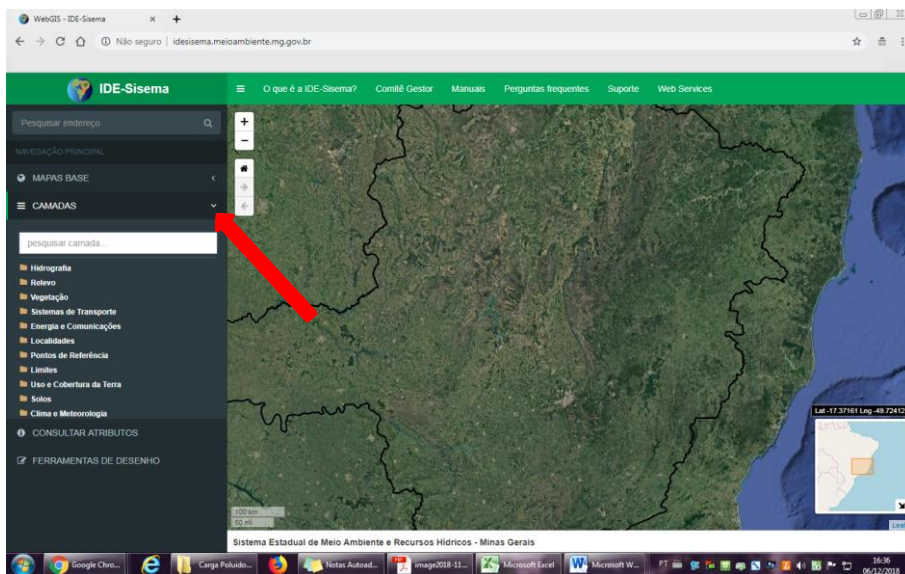 WebGIS - IDE-Sisema
Não seguro | idesisema.meioambiente.mg.gov.br
IDE-Sisema
O que é a IDE-Sisema? Comitê Gestor Manuais Perguntas frequentes Suporte Web Services
Pesquisar endereço
NAVEGAÇÃO PRINCIPAL
MAPAS BASE
CAMADAS
pesquisar camada...
Hidrografia
Relevo
Vegetação
Sistemas de Transporte
Energia e Comunicações
Localidades
Pontos de Referência
Limites
Uso e Cobertura da Terra
Solos
Clima e Meteorologia
CONSULTAR ATRIBUTOS
FERRAMENTAS DE DESENHO
Lat -17.37161 Lng -49.72412
100 km
50 mi
Leaf
Sistema Estadual de Meio Ambiente e Recursos Hídricos - Minas Gerais
Google Chro... Carga Poluido... Notas Autoad... image2018-11... Microsoft Excel Microsoft W... PT 16:36
06/12/2018